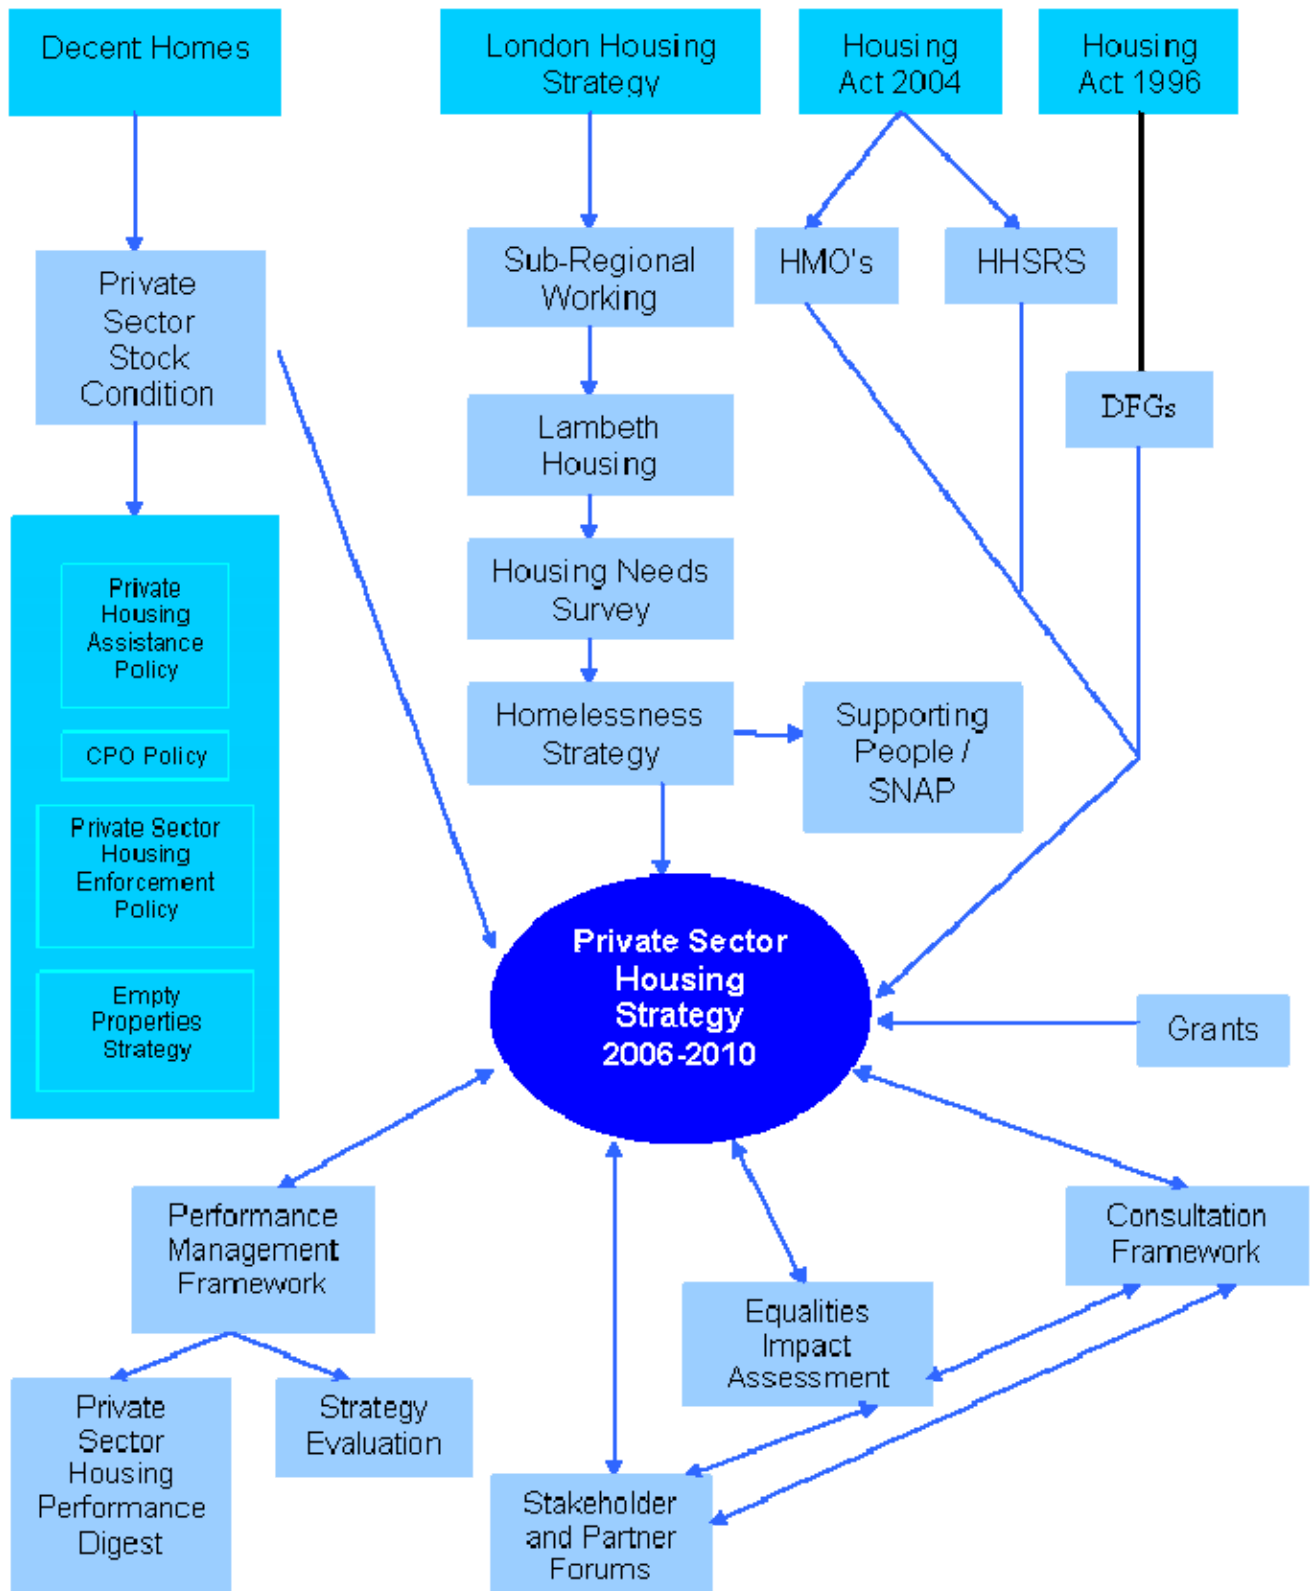 Decent Homes
London Housing
Strategy
Housing
Act 2004
Housing
Act 1996
Private
Sector
Stock
Condition
Sub-Regional
Working
HMO's
HHSRS
DFGs
Lambeth
Housing
Housing Needs
Survey
Homelessness
Strategy
Supporting
People /
SNAP
Private
Housing
Assistance
Policy
CPO Policy
Private Sector
Housing
Enforcement
Policy
Empty
Properties
Strategy
Private Sector
Housing
Strategy
2006-2010
Grants
Performance
Management
Framework
Consultation
Framework
Equalities
Impact
Assessment
Private
Sector
Housing
Performance
Digest
Strategy
Evaluation
Stakeholder
and Partner
Forums